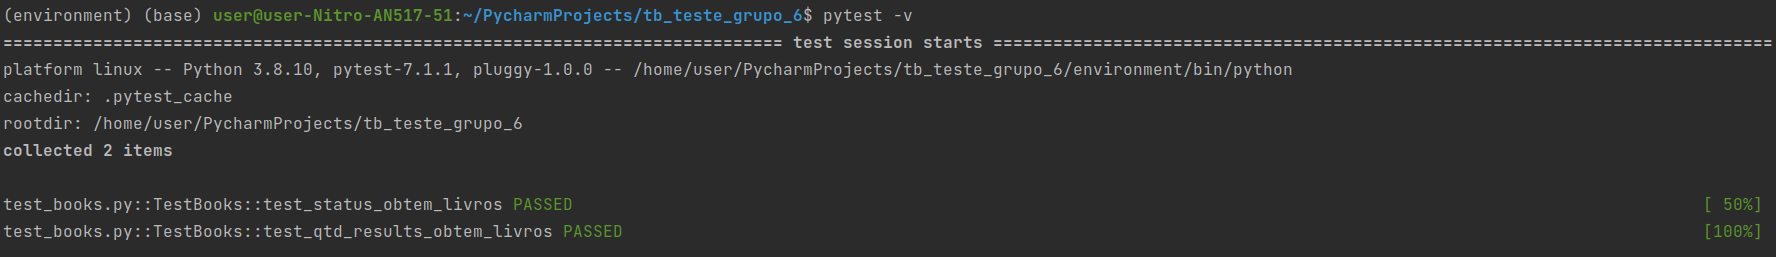 (environment) (base) user@user-Nitro-AN517-51:~/PycharmProjects/tb_teste_grupo_6$ pytest -v
============================================================================== test session starts ==============================================================================
platform linux -- Python 3.8.10, pytest-7.1.1, pluggy-1.0.0 -- /home/user/PycharmProjects/tb_teste_grupo_6/environment/bin/python
cachedir: .pytest_cache
rootdir: /home/user/PycharmProjects/tb_teste_grupo_6
collected 2 items
test_books.py::TestBooks::test_status_obtem_livros PASSED [ 50%]
test_books.py::TestBooks::test_qtd_results_obtem_livros PASSED [100%]